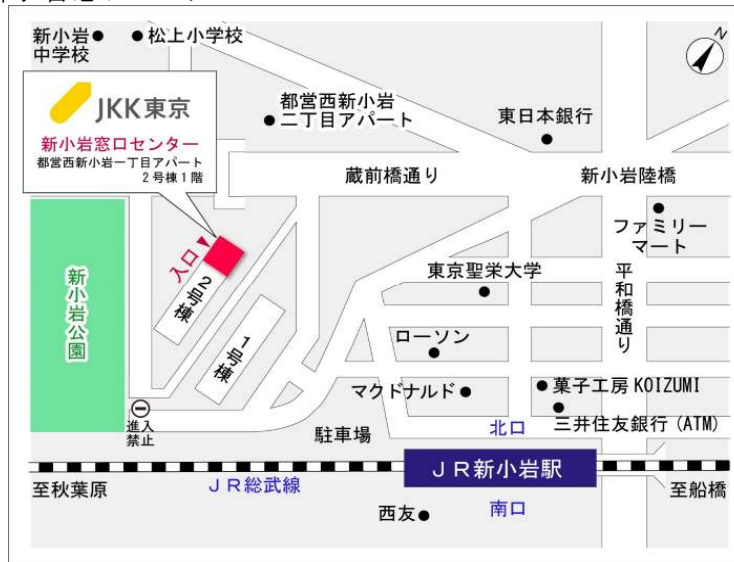 新小岩
中学校
松上小学校
N
JKK東京
新小岩窓口センター
都営西新小岩一丁目アパート
2号棟1階
都営西新小岩
二丁目アパート
東日本銀行
蔵前橋通り
新小岩陸橋
ファミリー
マート
入口
2号棟
1号棟
新小岩公園
東京聖栄大学
平和橋通り
ローソン
マクドナルド
菓子工房 KOIZUMI
三井住友銀行 (ATM)
進入
禁止
駐車場
北口
JR新小岩駅
至秋葉原
JR総武線
至船橋
西友
南口